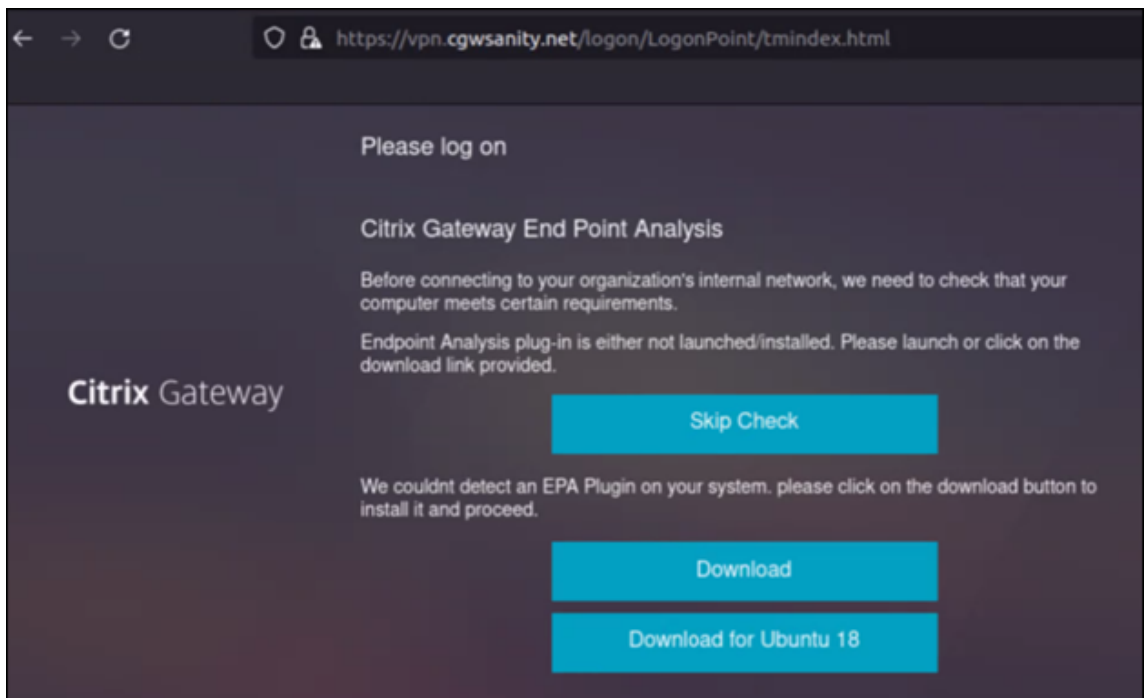 https://vpn.cgwsanity.net/logon/LogonPoint/tmindex.html
Please log on
Citrix Gateway End Point Analysis
Before connecting to your organization's internal network, we need to check that your
computer meets certain requirements.
Endpoint Analysis plug-in is either not launched/installed. Please launch or click on the
download link provided.
Citrix Gateway
Skip Check
We couldnt detect an EPA Plugin on your system. please click on the download button to
install it and proceed.
Download
Download for Ubuntu 18